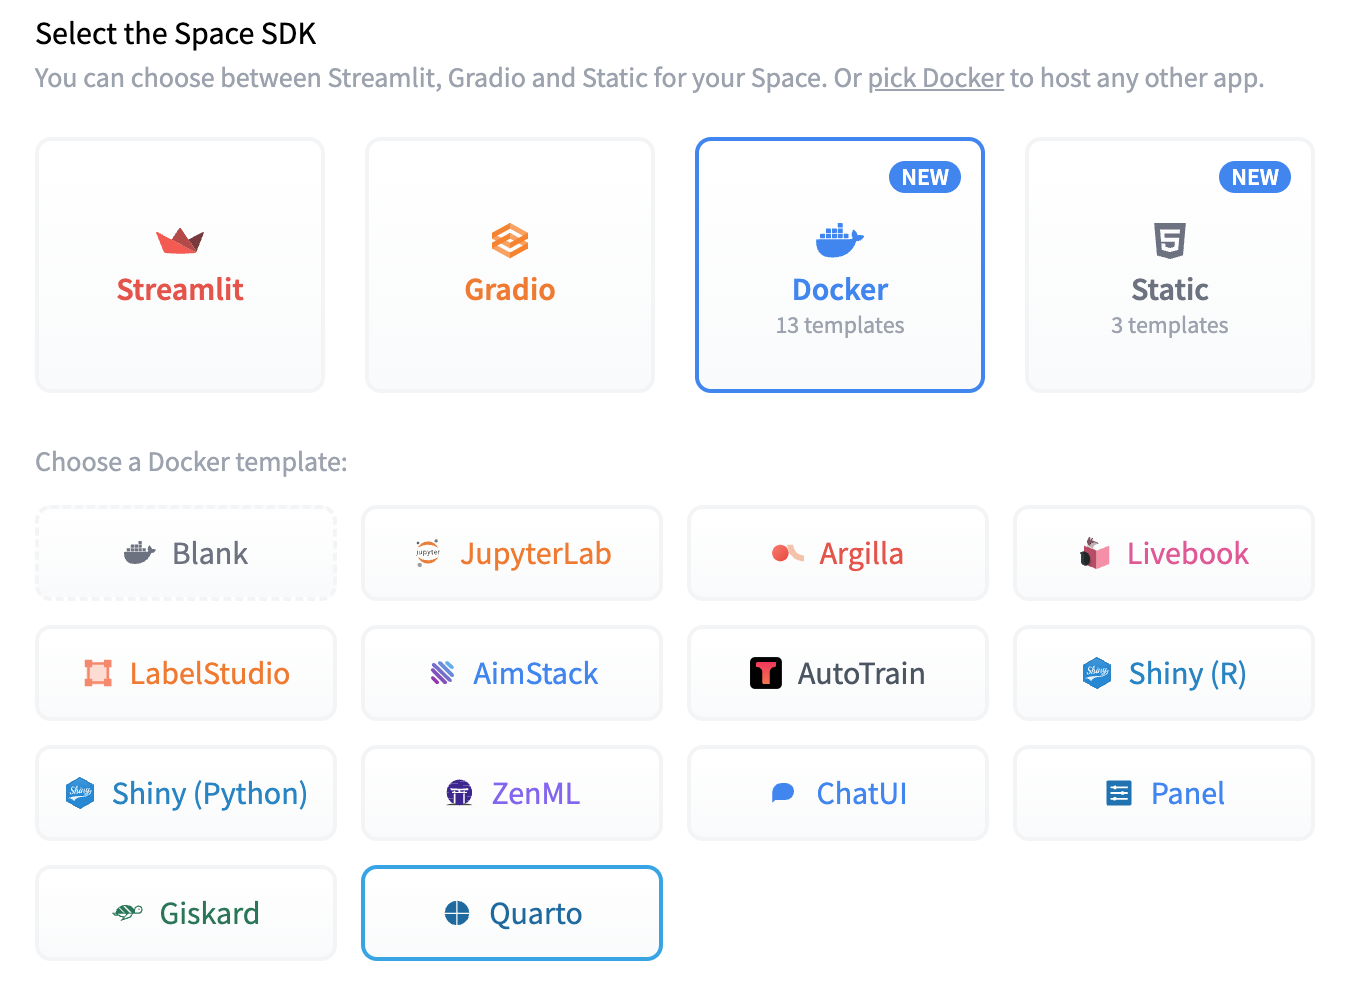 Select the Space SDK
You can choose between Streamlit, Gradio and Static for your Space. Or pick Docker to host any other app.
Streamlit
Gradio
NEW
Docker
13 templates
NEW
Static
3 templates
Choose a Docker template:
Blank
jupyter
JupyterLab
Argilla
Livebook
LabelStudio
AimStack
T
AutoTrain
Shiny
Shiny (R)
Shiny
Shiny (Python)
ZenML
ChatUI
Panel
Giskard
Quarto